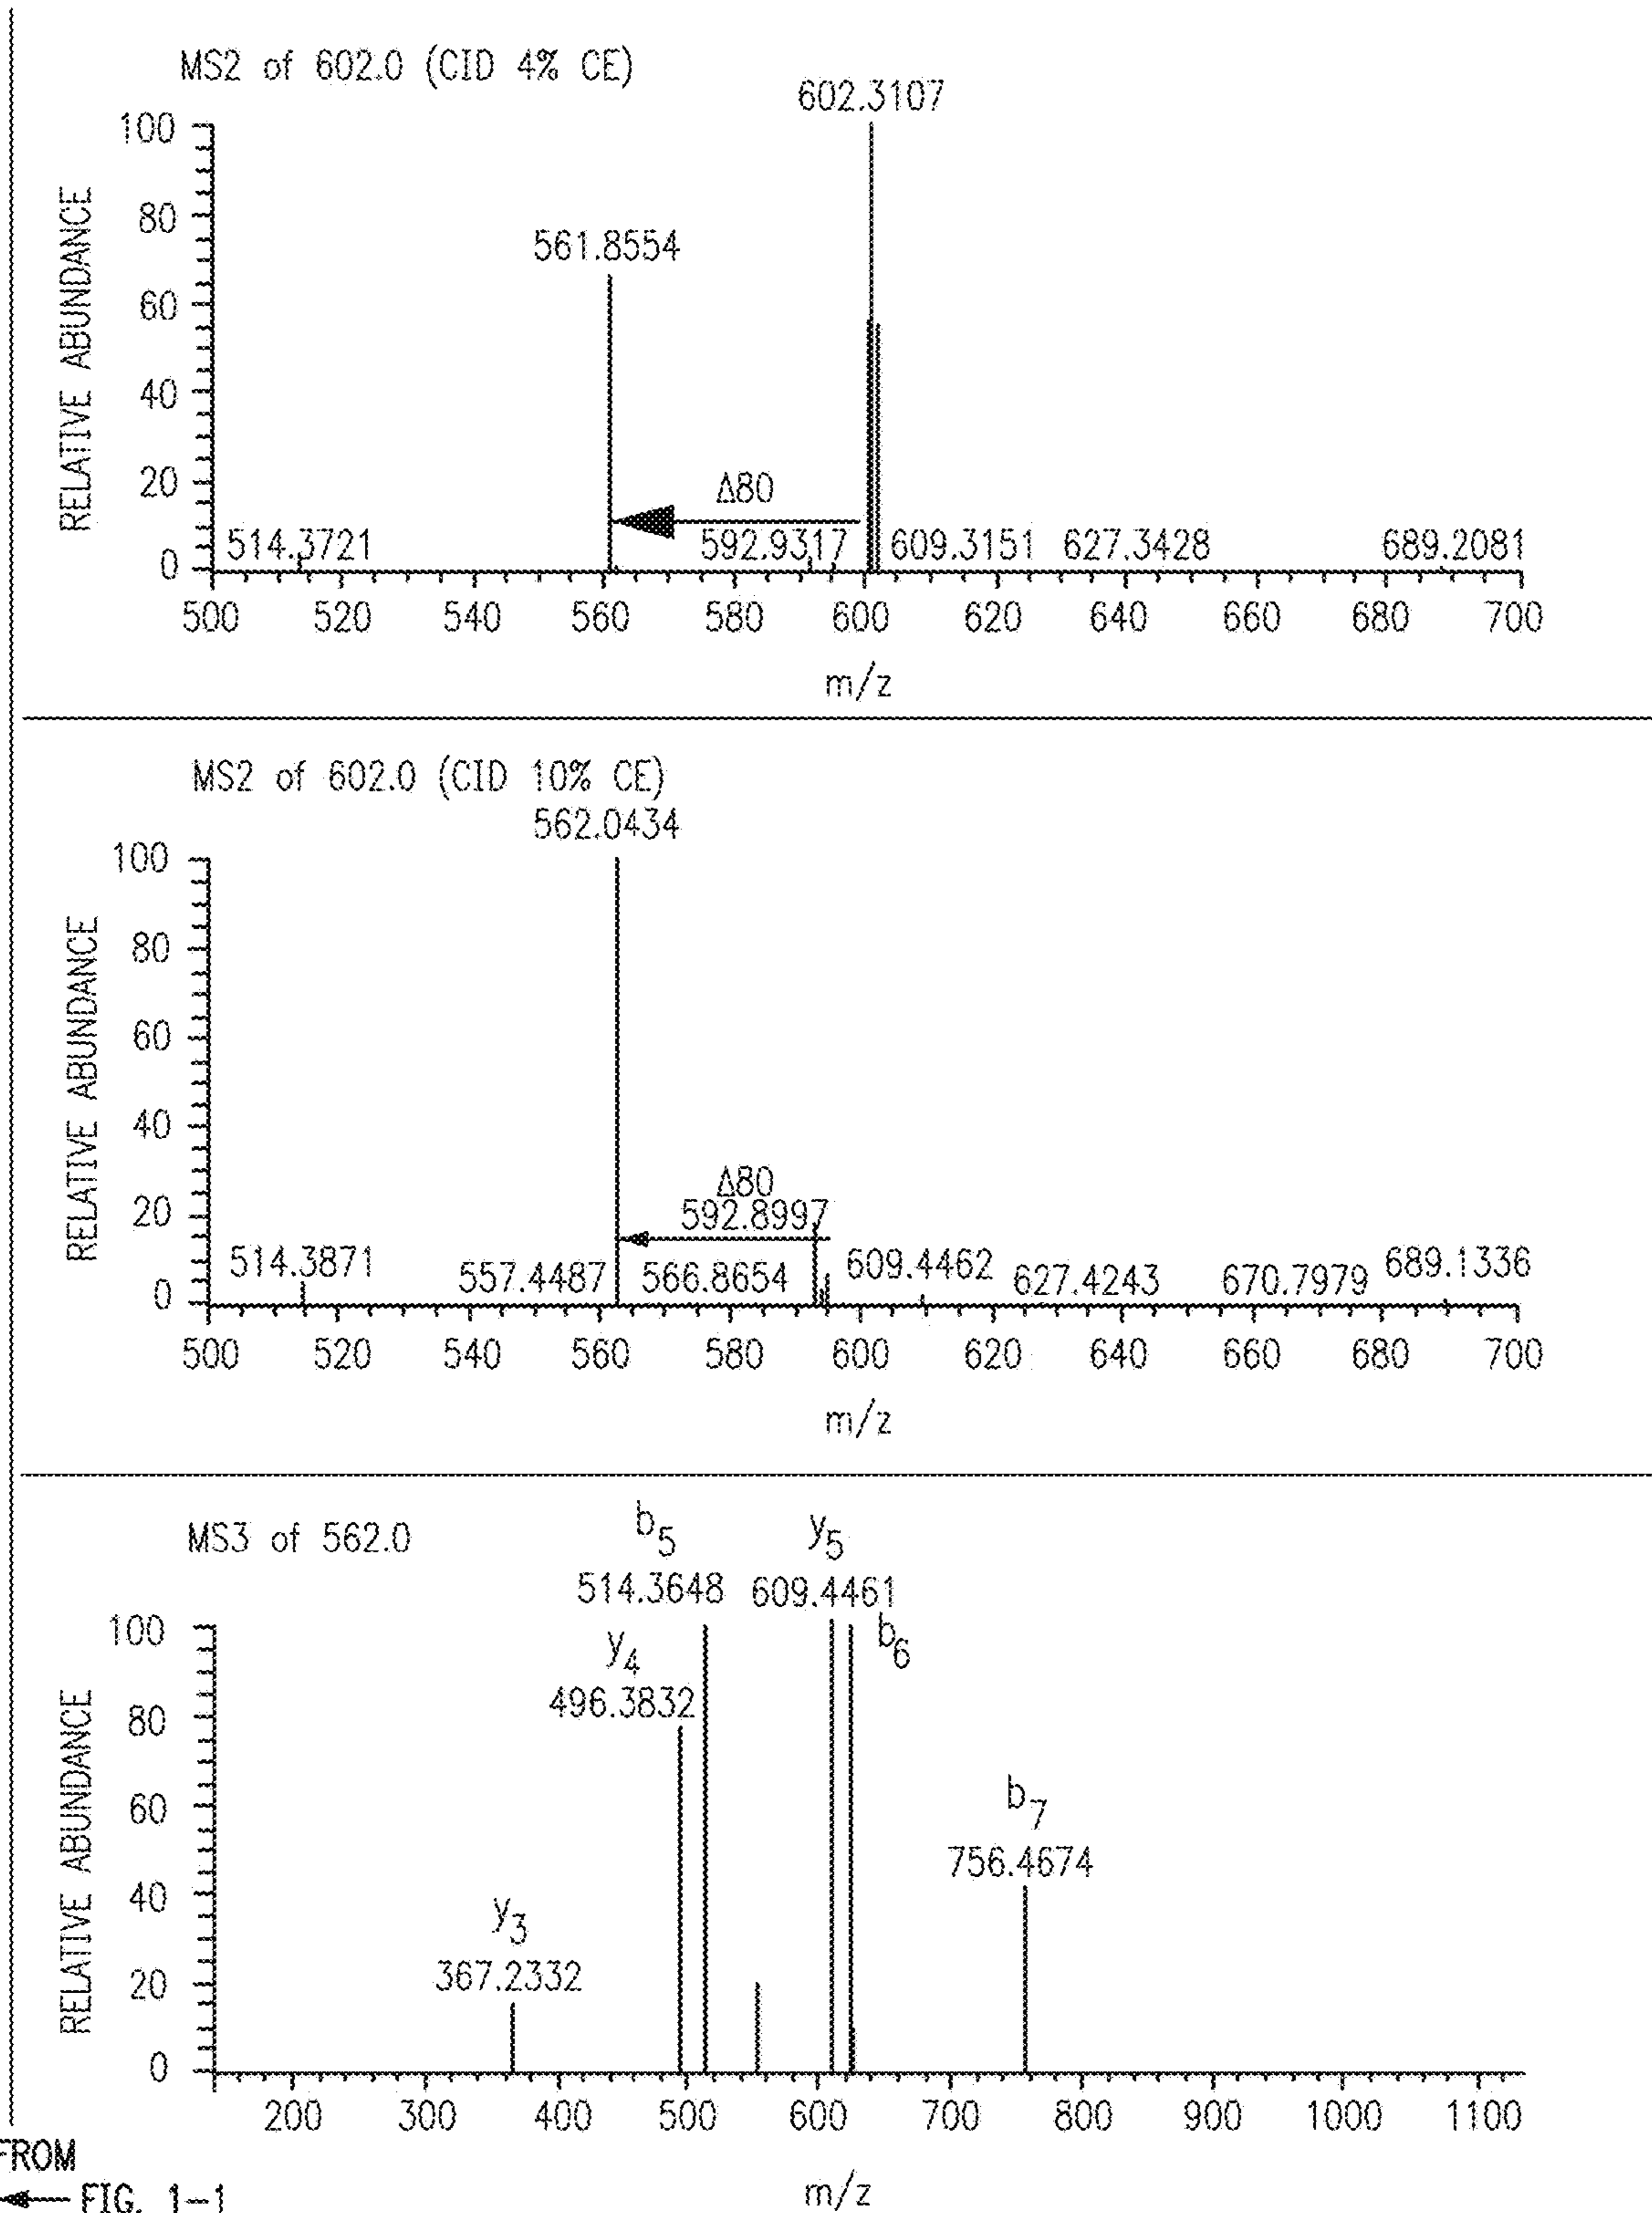 MS2 of 602.0 (CID 4% CE)
602.3107
561.8554
Δ80
514.3721 592.9317 609.3151 627.3428 689.2081
RELATIVE ABUNDANCE
100
80
60
40
20
0
500 520 540 560 580 600 620 640 660 680 700
m/z
MS2 of 602.0 (CID 10% CE)
562.0434
Δ80
592.8997
514.3871 557.4487 566.8654 609.4462 627.4243 670.7979 689.1336
RELATIVE ABUNDANCE
100
80
60
40
20
0
500 520 540 560 580 600 620 640 660 680 700
m/z
MS3 of 562.0
b5 y5
514.3648 609.4461
y4 b6
496.3832
b7
756.4674
y3
367.2332
RELATIVE ABUNDANCE
100
80
60
40
20
0
200 300 400 500 600 700 800 900 1000 1100
m/z
FROM
FIG. 1-1